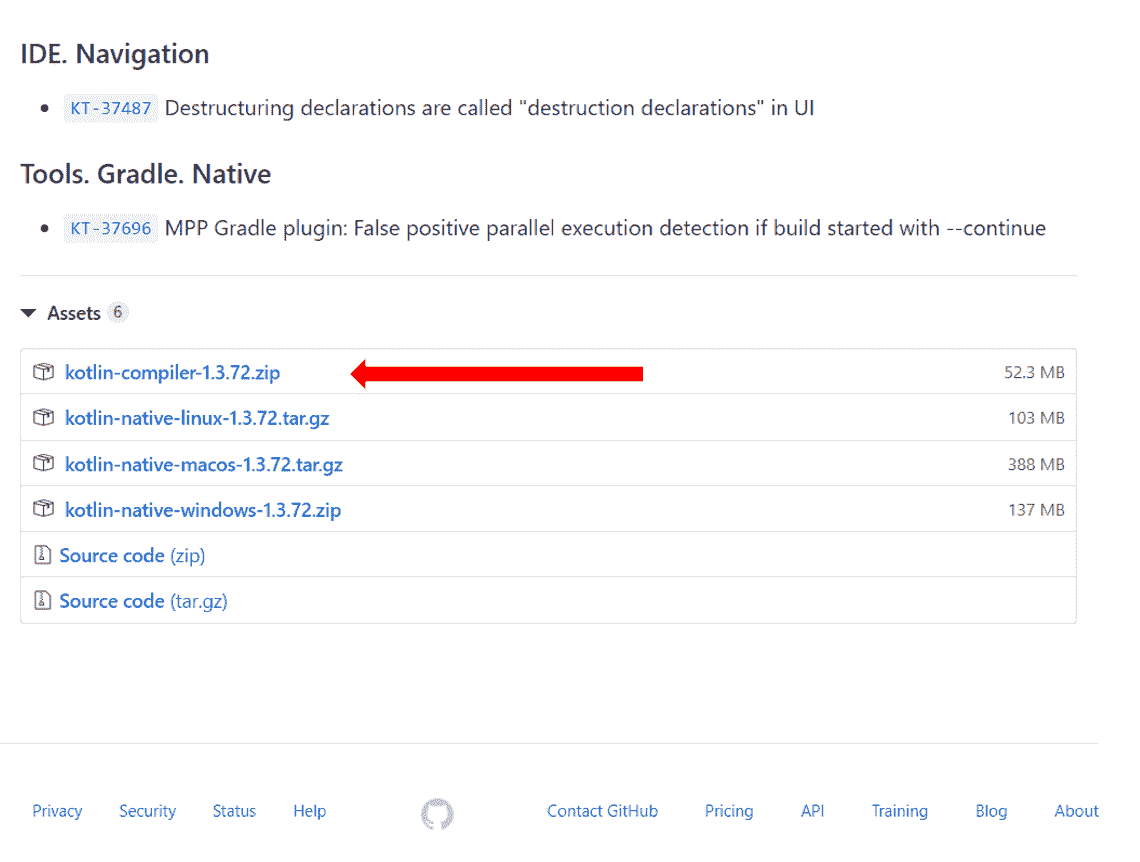 IDE. Navigation
KT-37487 Destructuring declarations are called "destruction declarations" in UI
Tools. Gradle. Native
KT-37696 MPP Gradle plugin: False positive parallel execution detection if build started with --continue
Assets 6
kotlin-compiler-1.3.72.zip 52.3 MB
kotlin-native-linux-1.3.72.tar.gz 103 MB
kotlin-native-macos-1.3.72.tar.gz 388 MB
kotlin-native-windows-1.3.72.zip 137 MB
Source code (zip)
Source code (tar.gz)
Privacy Security Status Help Contact GitHub Pricing API Training Blog About